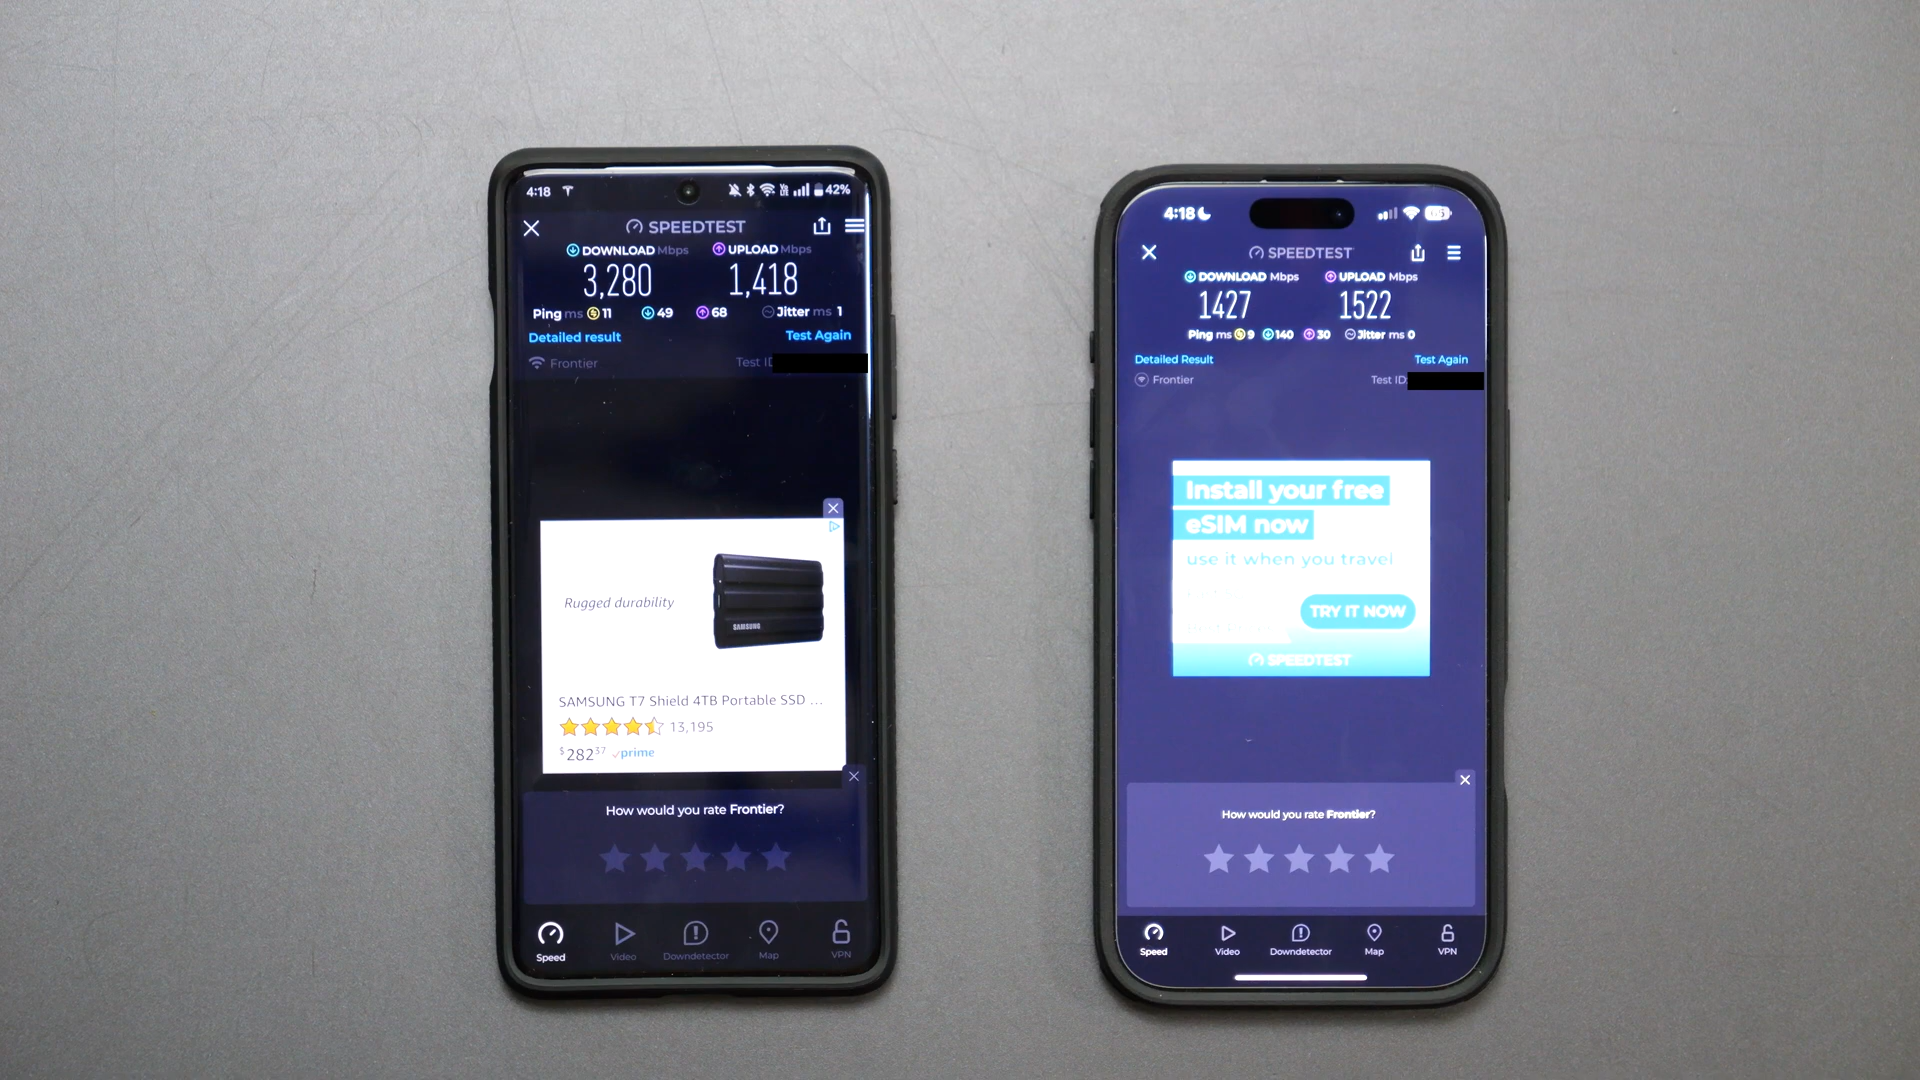 4:18
42%
SPEEDTEST
DOWNLOAD Mbps
UPLOAD Mbps
3,280
1,418
Ping ms 11
49
68
Jitter ms 1
Detailed result
Test Again
Frontier
Test ID
Rugged durability
SAMSUNG
SAMSUNG T7 Shield 4TB Portable SSD ...
13,195
$282.37 prime
How would you rate Frontier?
Speed
Video
Downdetector
Map
VPN
4:18
65
SPEEDTEST
DOWNLOAD Mbps
UPLOAD Mbps
1427
1522
Ping ms 9
140
30
Jitter ms 0
Detailed Result
Test Again
Frontier
Test ID:
Install your free
eSIM now
use it when you travel
TRY IT NOW
SPEEDTEST
How would you rate Frontier?
Speed
Video
Downdetector
Map
VPN